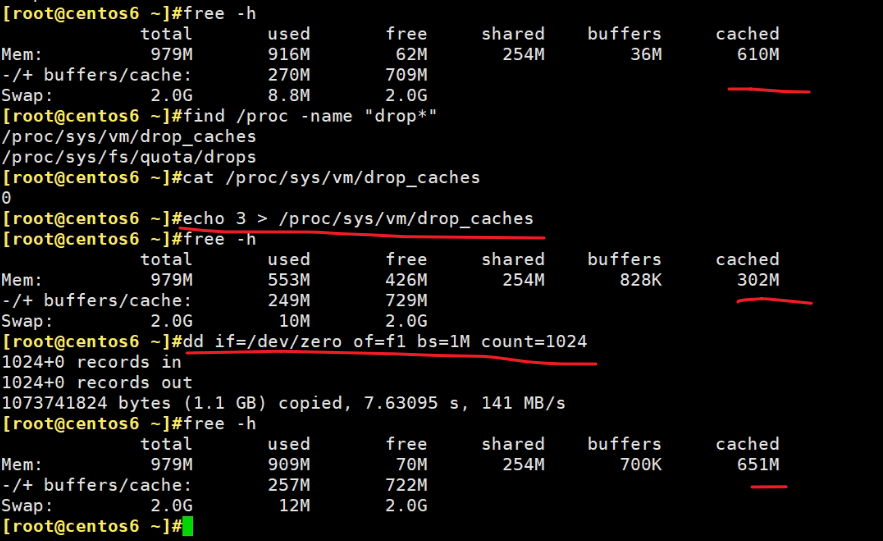 [root@centos6 ~]#free -h
             total       used       free     shared    buffers     cached
Mem:          979M       916M        62M       254M        36M       610M
-/+ buffers/cache:       270M       709M
Swap:         2.0G       8.8M       2.0G
[root@centos6 ~]#find /proc -name "drop*"
/proc/sys/vm/drop_caches
/proc/sys/fs/quota/drops
[root@centos6 ~]#cat /proc/sys/vm/drop_caches
0
[root@centos6 ~]#echo 3 > /proc/sys/vm/drop_caches
[root@centos6 ~]#free -h
             total       used       free     shared    buffers     cached
Mem:          979M       553M       426M       254M       828K       302M
-/+ buffers/cache:       249M       729M
Swap:         2.0G        10M       2.0G
[root@centos6 ~]#dd if=/dev/zero of=f1 bs=1M count=1024
1024+0 records in
1024+0 records out
1073741824 bytes (1.1 GB) copied, 7.63095 s, 141 MB/s
[root@centos6 ~]#free -h
             total       used       free     shared    buffers     cached
Mem:          979M       909M        70M       254M       700K       651M
-/+ buffers/cache:       257M       722M
Swap:         2.0G        12M       2.0G
[root@centos6 ~]#